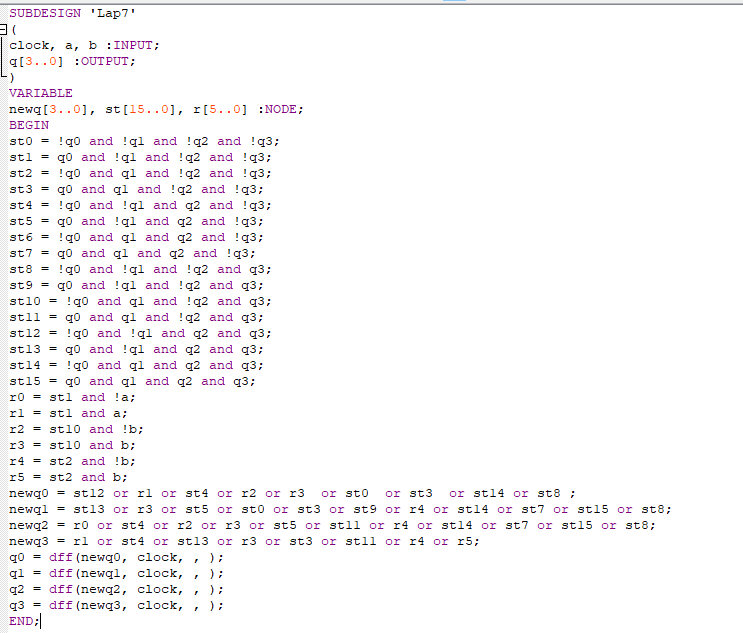 SUBDESIGN 'Lap7'
(
clock, a, b :INPUT;
q[3..0] :OUTPUT;
)
VARIABLE
newq[3..0], st[15..0], r[5..0] :NODE;
BEGIN
st0 = !q0 and !q1 and !q2 and !q3;
st1 = q0 and !q1 and !q2 and !q3;
st2 = !q0 and q1 and !q2 and !q3;
st3 = q0 and q1 and !q2 and !q3;
st4 = !q0 and !q1 and q2 and !q3;
st5 = q0 and !q1 and q2 and !q3;
st6 = !q0 and q1 and q2 and !q3;
st7 = q0 and q1 and q2 and !q3;
st8 = !q0 and !q1 and !q2 and q3;
st9 = q0 and !q1 and !q2 and q3;
st10 = !q0 and q1 and !q2 and q3;
st11 = q0 and q1 and !q2 and q3;
st12 = !q0 and !q1 and q2 and q3;
st13 = q0 and !q1 and q2 and q3;
st14 = !q0 and q1 and q2 and q3;
st15 = q0 and q1 and q2 and q3;
r0 = st1 and !a;
r1 = st1 and a;
r2 = st10 and !b;
r3 = st10 and b;
r4 = st2 and !b;
r5 = st2 and b;
newq0 = st12 or r1 or st4 or r2 or r3  or st0  or st3  or st14 or st8 ;
newq1 = st13 or r3 or st5 or st0 or st3 or st9 or r4 or st14 or st7 or st15 or st8;
newq2 = r0 or st4 or r2 or r3 or st5 or st11 or r4 or st14 or st7 or st15 or st8;
newq3 = r1 or st4 or st13 or r3 or st3 or st11 or r4 or r5;
q0 = dff(newq0, clock, , );
q1 = dff(newq1, clock, , );
q2 = dff(newq2, clock, , );
q3 = dff(newq3, clock, , );
END;